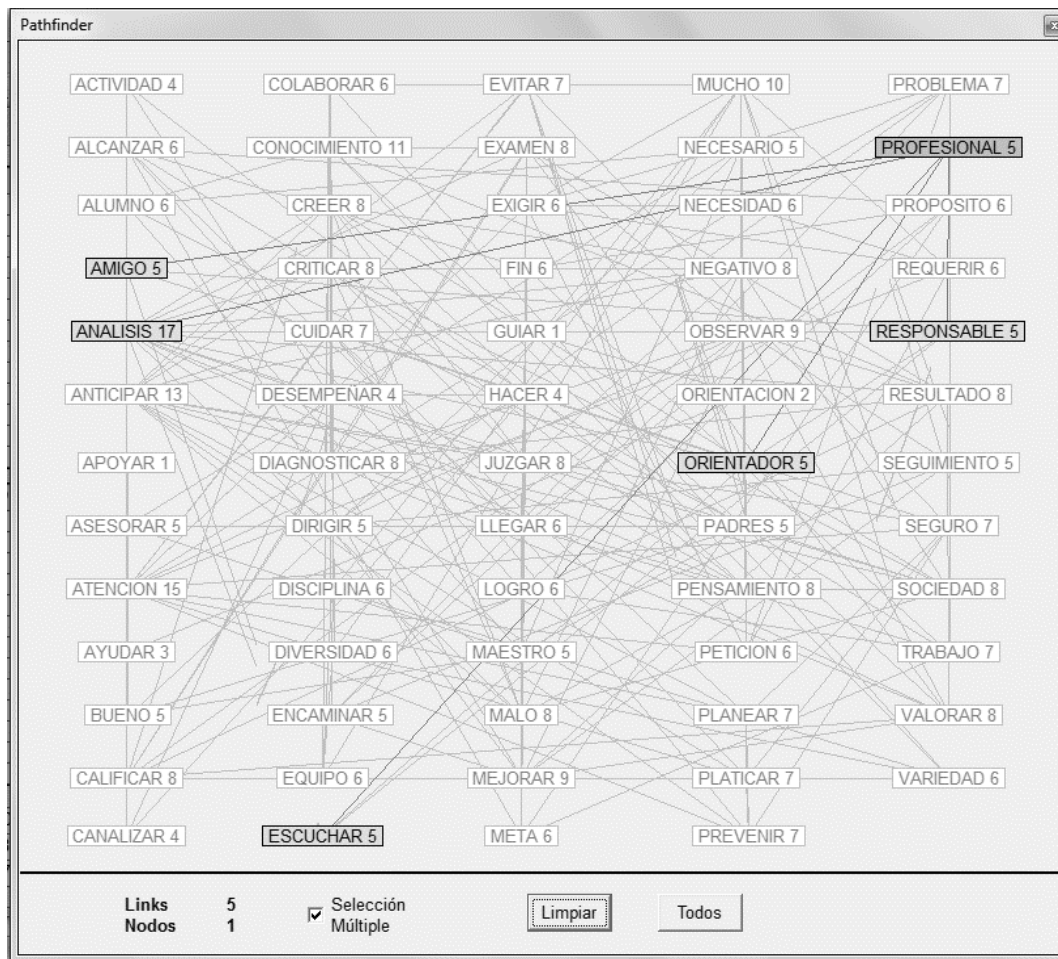 Pathfinder
ACTIVIDAD 4 COLABORAR 6 EVITAR 7 MUCHO 10 PROBLEMA 7
ALCANZAR 6 CONOCIMIENTO 11 EXAMEN 8 NECESARIO 5 PROFESIONAL 5
ALUMNO 6 CREER 8 EXIGIR 6 NECESIDAD 6 PROPOSITO 6
AMIGO 5 CRITICAR 8 FIN 6 NEGATIVO 8 REQUERIR 6
ANALISIS 17 CUIDAR 7 GUIAR 1 OBSERVAR 9 RESPONSABLE 5
ANTICIPAR 13 DESEMPEÑAR 4 HACER 4 ORIENTACION 2 RESULTADO 8
APOYAR 1 DIAGNOSTICAR 8 JUZGAR 8 ORIENTADOR 5 SEGUIMIENTO 5
ASESORAR 5 DIRIGIR 5 LLEGAR 6 PADRES 5 SEGURO 7
ATENCION 15 DISCIPLINA 6 LOGRO 6 PENSAMIENTO 8 SOCIEDAD 8
AYUDAR 3 DIVERSIDAD 6 MAESTRO 5 PETICION 6 TRABAJO 7
BUENO 5 ENCAMINAR 5 MALO 8 PLANEAR 7 VALORAR 8
CALIFICAR 8 EQUIPO 6 MEJORAR 9 PLATICAR 7 VARIEDAD 6
CANALIZAR 4 ESCUCHAR 5 META 6 PREVENIR 7
Links 5 Selección
Nodos 1 Múltiple
Limpiar Todos